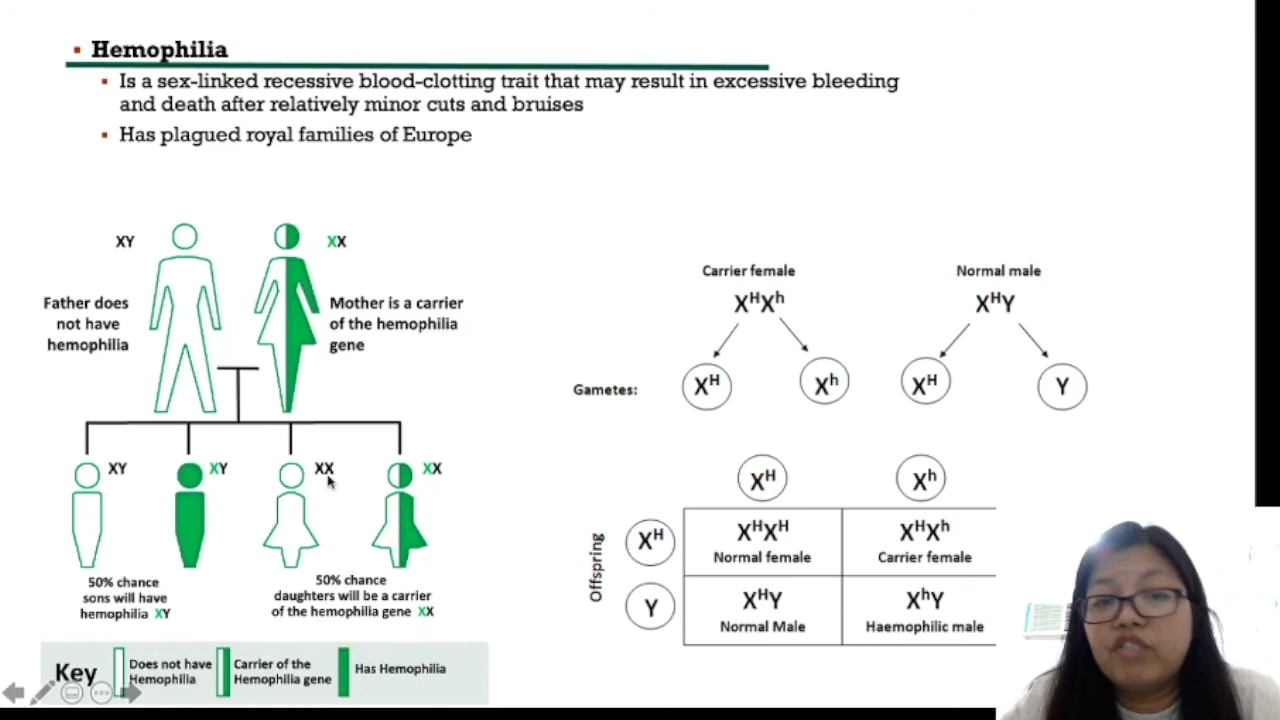 Hemophilia
Is a sex-linked recessive blood-clotting trait that may result in excessive bleeding
and death after relatively minor cuts and bruises
Has plagued royal families of Europe
XY
XX
Father does
not have
hemophilia
Mother is a carrier
of the hemophilia
gene
XY
XY
XX
XX
50% chance
sons will have
hemophilia XY
50% chance
daughters will be a carrier
of the hemophilia gene XX
Key
Does not have
Hemophilia
Carrier of the
Hemophilia gene
Has Hemophilia
Carrier female
Normal male
XᴴXʰ
XᴴY
Gametes:
Xᴴ
Xʰ
Xᴴ
Y
Xᴴ
Xʰ
Offspring
Xᴴ
XᴴXᴴ
Normal female
XᴴXʰ
Carrier female
Y
XᴴY
Normal Male
XʰY
Haemophilic male